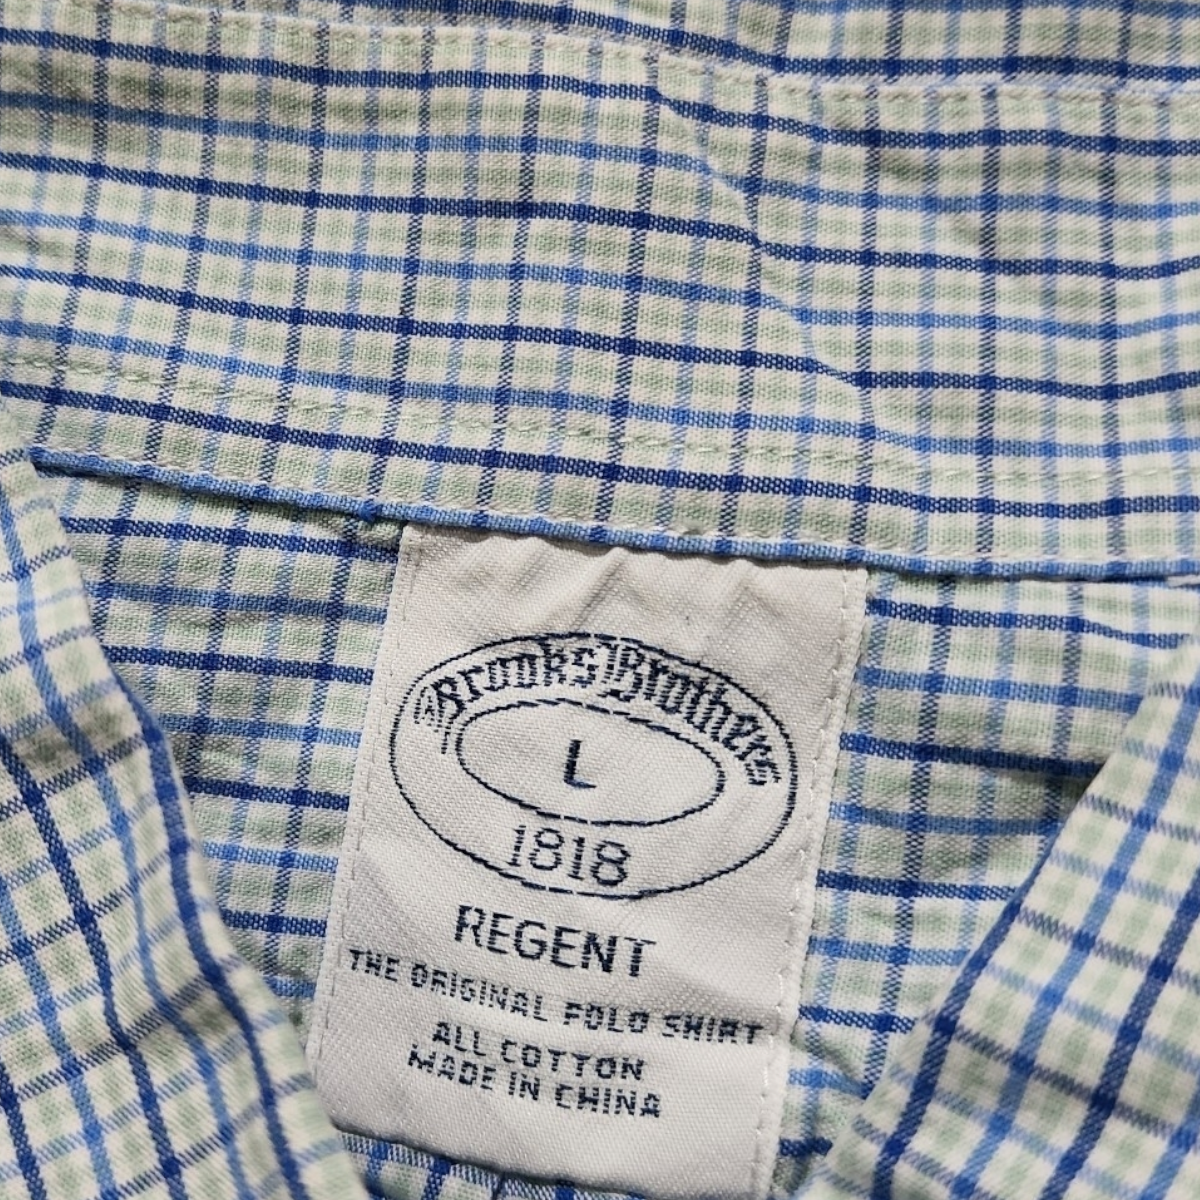 Brooks Brothers
L
1818
REGENT
THE ORIGINAL POLO SHIRT
ALL COTTON
MADE IN CHINA